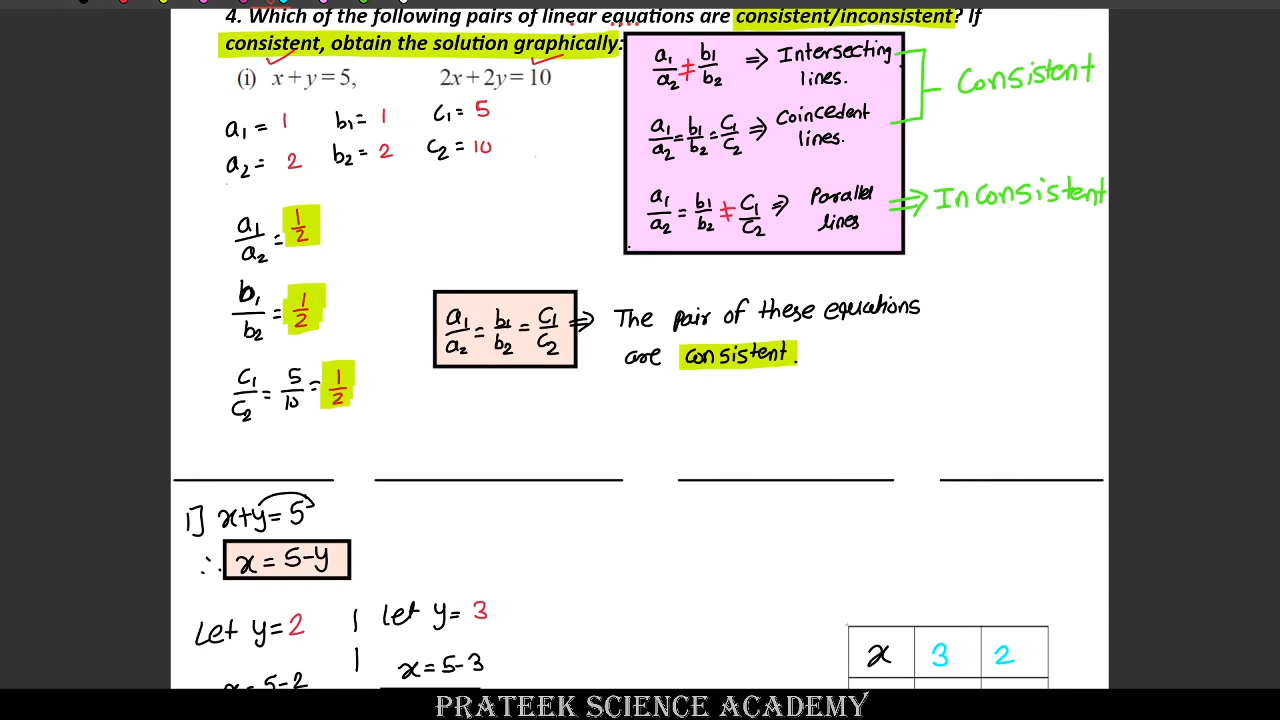 4. Which of the following pairs of linear equations are consistent/inconsistent? If
consistent, obtain the solution graphically:
(i) x + y = 5, 2x + 2y = 10
a₁ = 1 b₁ = 1 c₁ = 5
a₂ = 2 b₂ = 2 c₂ = 10
a₁/a₂ ≠ b₁/b₂ ⇒ Intersecting
lines.
a₁/a₂ = b₁/b₂ = c₁/c₂ ⇒ Coincedent
lines.
Consistent
a₁/a₂ = b₁/b₂ ≠ c₁/c₂ ⇒ Parallel
lines
⇒ InConsistent
a₁/a₂ = 1/2
b₁/b₂ = 1/2
c₁/c₂ = 5/10 = 1/2
a₁/a₂ = b₁/b₂ = c₁/c₂ ⇒ The pair of these equations
are consistent.
1] x+y = 5
∴ x = 5-y
Let y = 2 | Let y = 3
x = 5-2 | x = 5-3
x 3 2
PRATEEK SCIENCE ACADEMY